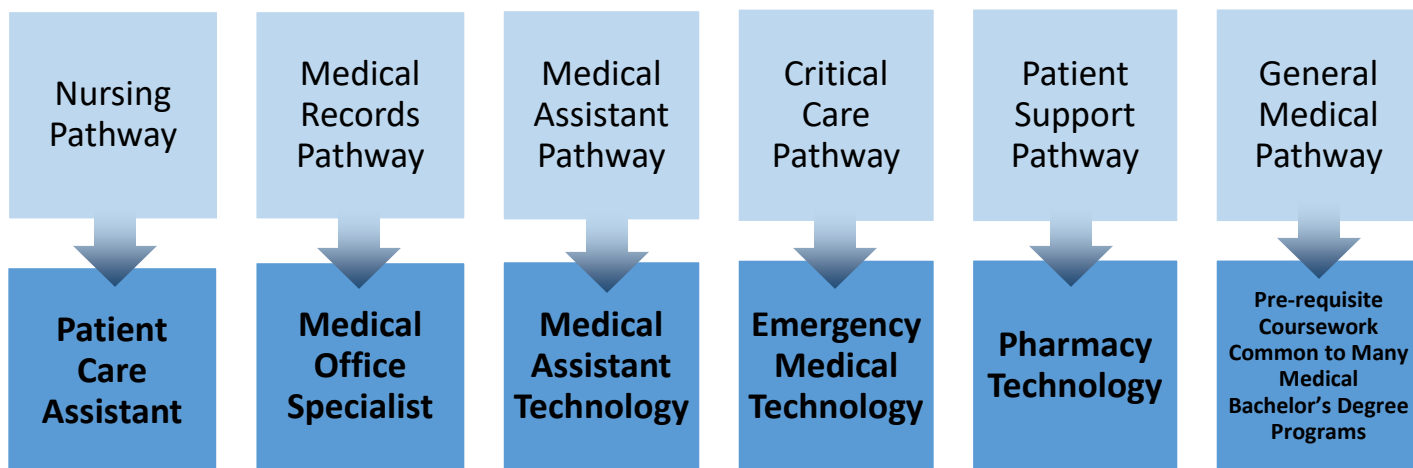 Nursing
Pathway
Medical
Records
Pathway
Medical
Assistant
Pathway
Critical
Care
Pathway
Patient
Support
Pathway
General
Medical
Pathway
Patient
Care
Assistant
Medical
Office
Specialist
Medical
Assistant
Technology
Emergency
Medical
Technology
Pharmacy
Technology
Pre-requisite
Coursework
Common to Many
Medical
Bachelor’s Degree
Programs